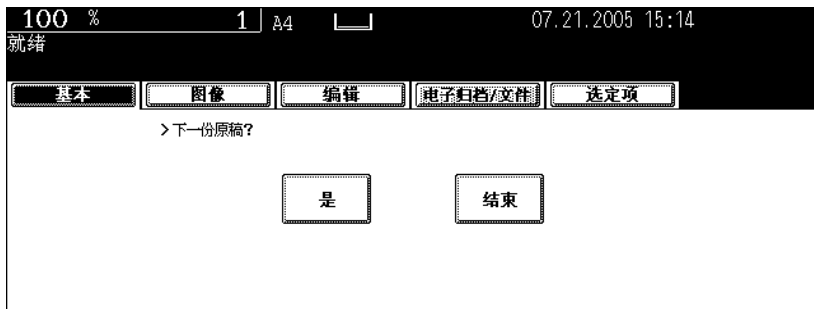 100 % 1 A4 07.21.2005 15:14
就绪
基本 图像 编辑 电子归档/文件 选定项
>下一份原稿?
是 结束